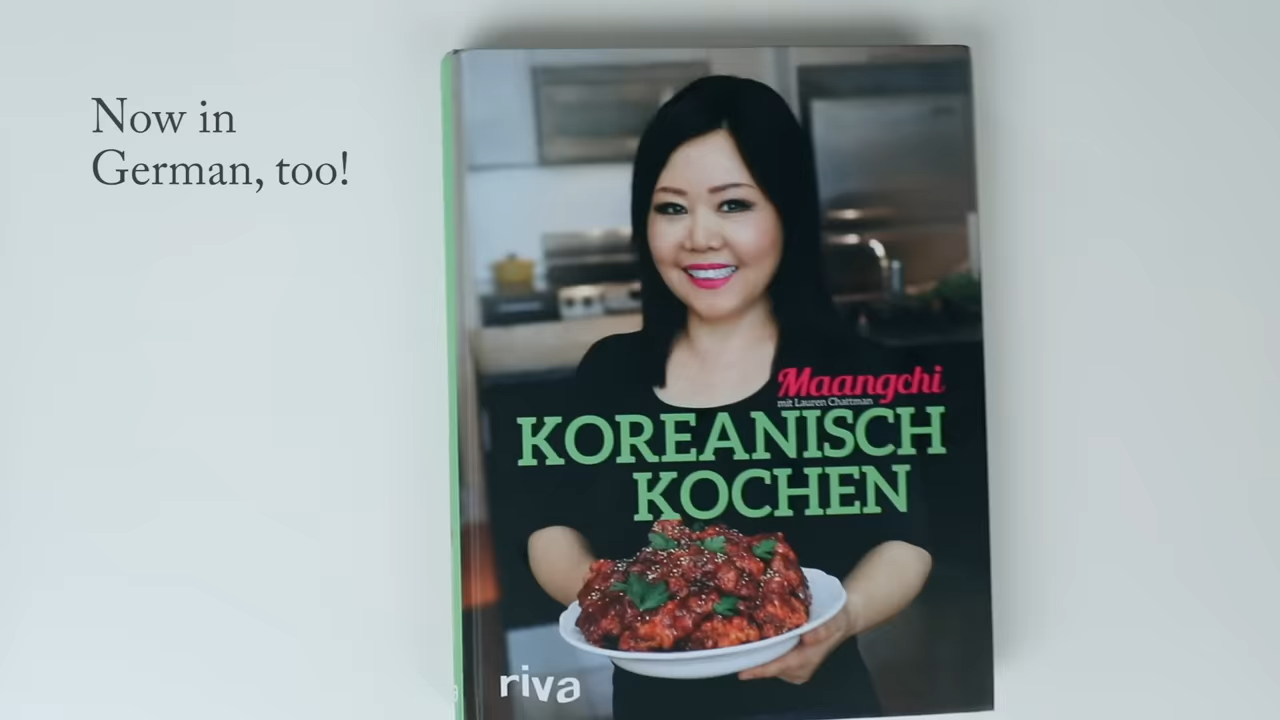 Now in
German, too!
Maangchi
mit Lauren Chattman
KOREANISCH
KOCHEN
riva